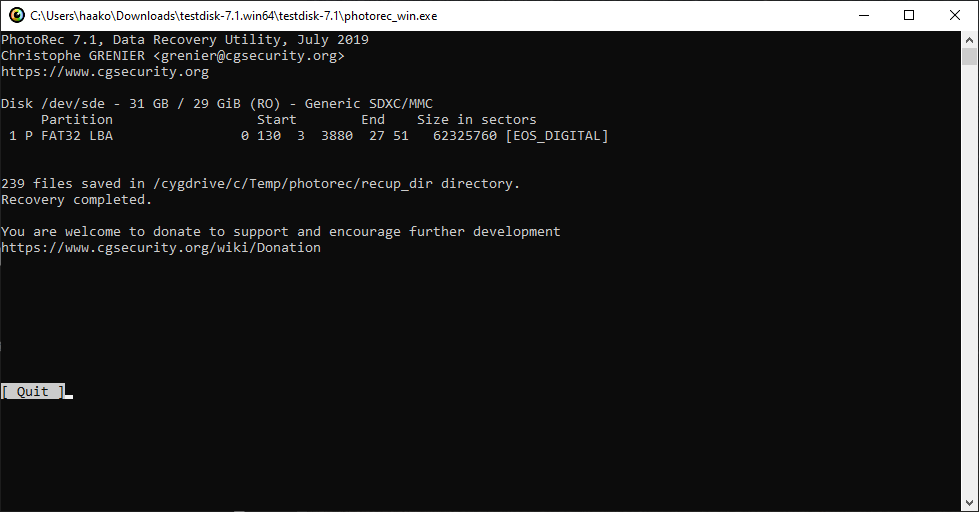 C:\Users\haako\Downloads\testdisk-7.1.win64\testdisk-7.1\photorec_win.exe
PhotoRec 7.1, Data Recovery Utility, July 2019
Christophe GRENIER <grenier@cgsecurity.org>
https://www.cgsecurity.org
Disk /dev/sde - 31 GB / 29 GiB (RO) - Generic SDXC/MMC
     Partition                  Start        End    Size in sectors
 1 P FAT32 LBA                0 130  3  3880  27 51   62325760 [EOS_DIGITAL]
239 files saved in /cygdrive/c/Temp/photorec/recup_dir directory.
Recovery completed.
You are welcome to donate to support and encourage further development
https://www.cgsecurity.org/wiki/Donation
[ Quit ]